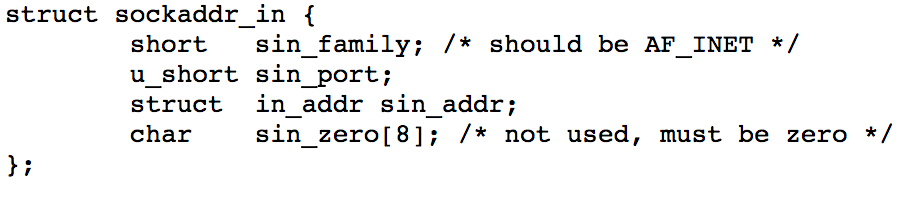 struct sockaddr_in {
        short   sin_family; /* should be AF_INET */
        u_short sin_port;
        struct  in_addr sin_addr;
        char    sin_zero[8]; /* not used, must be zero */
};